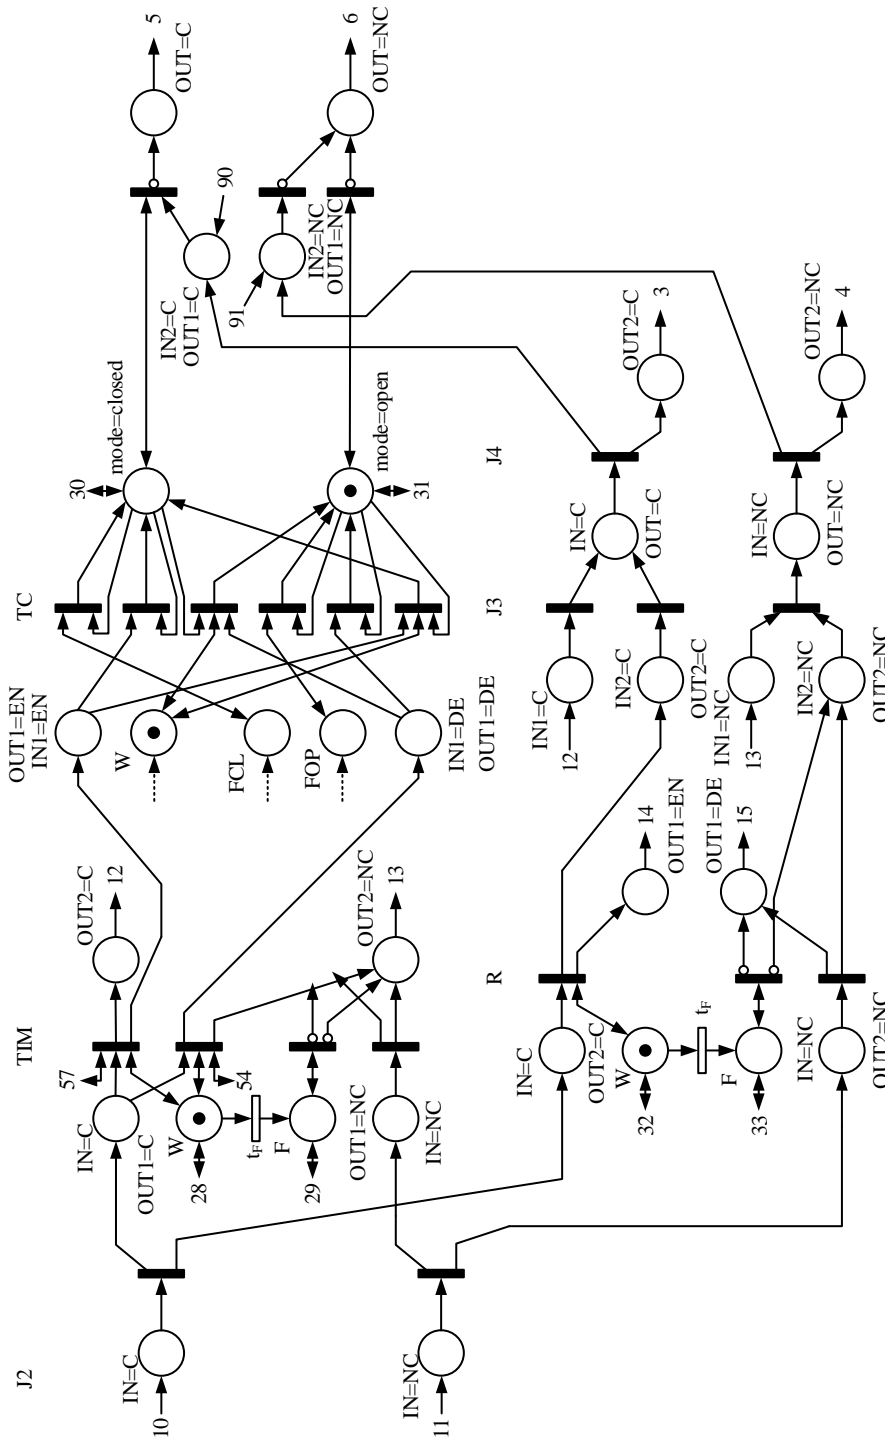 J2
TIM
R
TC
J3
J4
10
IN=C
11
IN=NC
57
IN=C
OUT1=C
W
28
54
t_F
F
29
OUT1=NC
IN=NC
OUT2=C
12
OUT2=NC
13
IN=C
OUT2=C
W
32
t_F
F
33
IN=NC
OUT2=NC
14
OUT1=EN
OUT1=DE
15
OUT1=EN
IN1=EN
W
FCL
FOP
IN1=DE
OUT1=DE
30
mode=closed
mode=open
31
IN1=C
12
IN2=C
OUT2=C
IN1=NC
13
IN2=NC
OUT2=NC
IN=C
OUT=C
IN=NC
OUT=NC
OUT2=C
3
OUT2=NC
4
IN2=C
OUT1=C
90
91
IN2=NC
OUT1=NC
5
OUT=C
6
OUT=NC